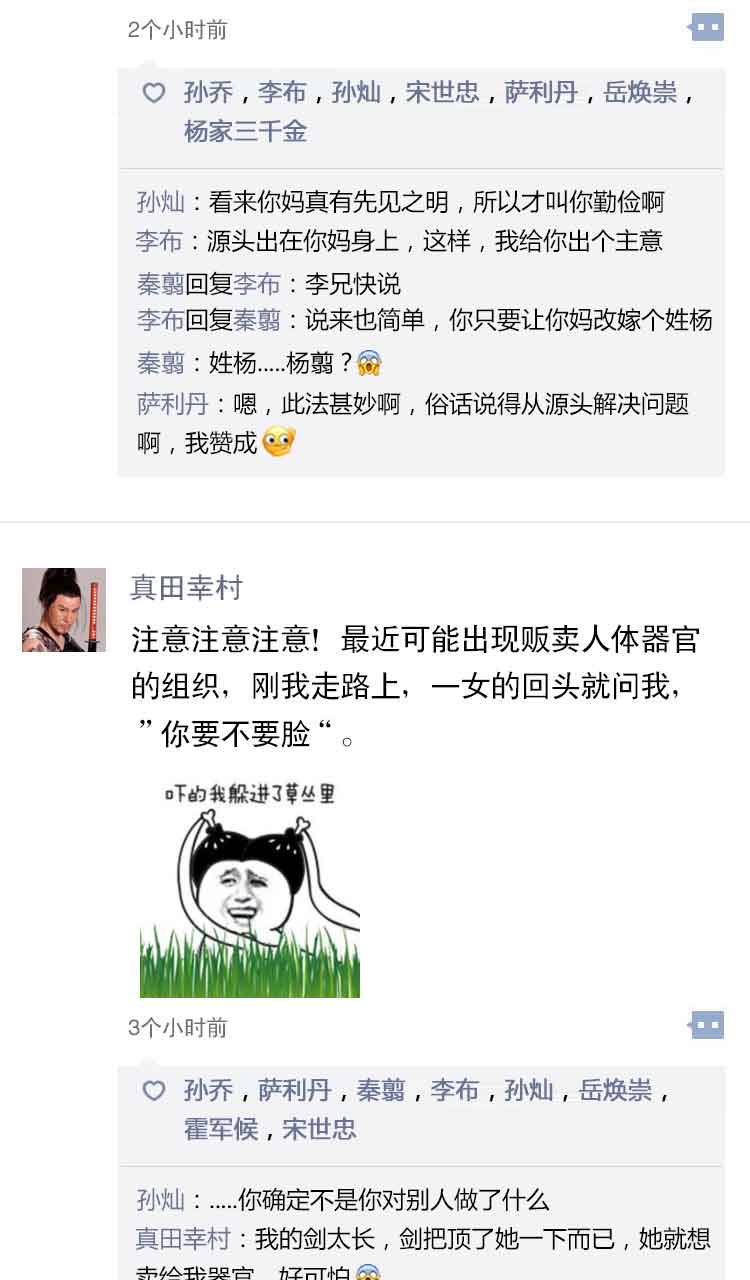 2个小时前
孙乔，李布，孙灿，宋世忠，萨利丹，岳焕崇，
杨家三千金
孙灿：看来你妈真有先见之明，所以才叫你勤俭啊
李布：源头出在你妈身上，这样，我给你出个主意
秦翦回复李布：李兄快说
李布回复秦翦：说来也简单，你只要让你妈改嫁个姓杨
秦翦：姓杨.....杨翦？😱
萨利丹：嗯，此法甚妙啊，俗话说得从源头解决问题
啊，我赞成
真田幸村
注意注意注意！最近可能出现贩卖人体器官
的组织，刚我走路上，一女的回头就问我，
”你要不要脸“。
吓的我躲进了草丛里
3个小时前
孙乔，萨利丹，秦翦，李布，孙灿，岳焕崇，
霍军候，宋世忠
孙灿：.....你确定不是你对别人做了什么
真田幸村：我的剑太长，剑把顶了她一下而已，她就想
卖给我器官，好可怕😱